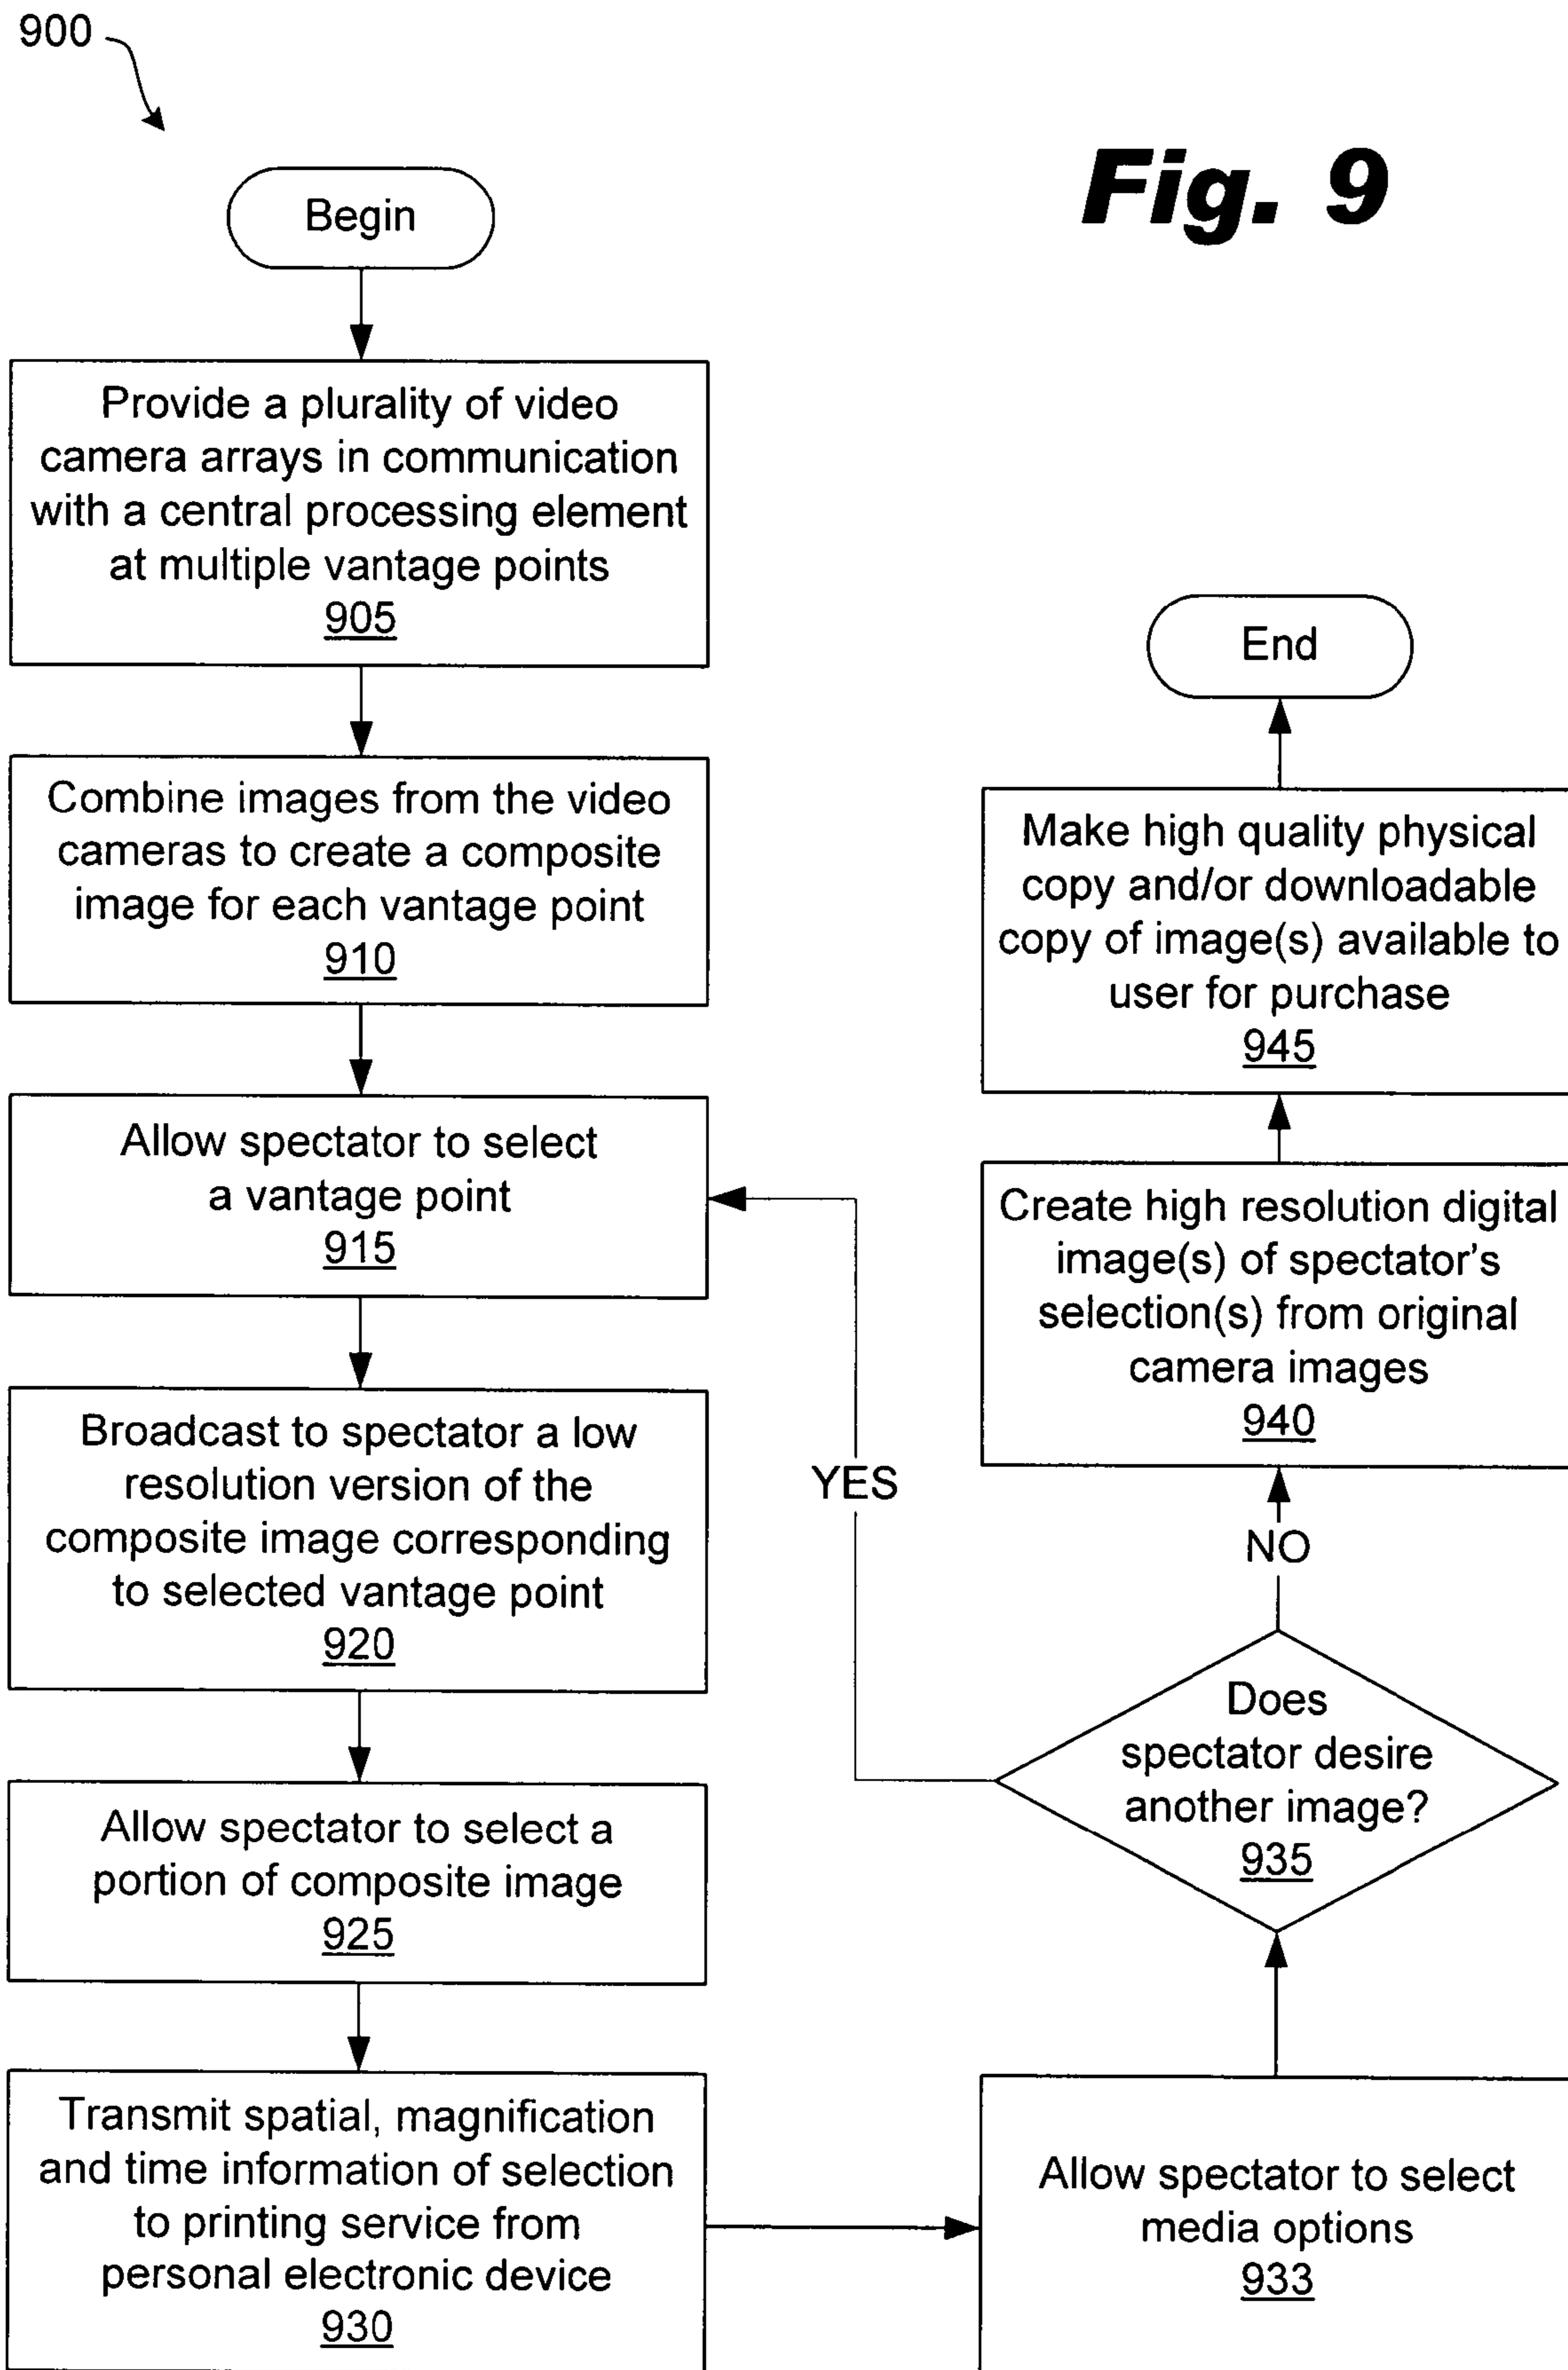 900
Fig. 9
Begin
Provide a plurality of video
camera arrays in communication
with a central processing element
at multiple vantage points
905
Combine images from the video
cameras to create a composite
image for each vantage point
910
Allow spectator to select
a vantage point
915
Broadcast to spectator a low
resolution version of the
composite image corresponding
to selected vantage point
920
Allow spectator to select a
portion of composite image
925
Transmit spatial, magnification
and time information of selection
to printing service from
personal electronic device
930
Allow spectator to select
media options
933
Does
spectator desire
another image?
935
YES
NO
Create high resolution digital
image(s) of spectator's
selection(s) from original
camera images
940
Make high quality physical
copy and/or downloadable
copy of image(s) available to
user for purchase
945
End